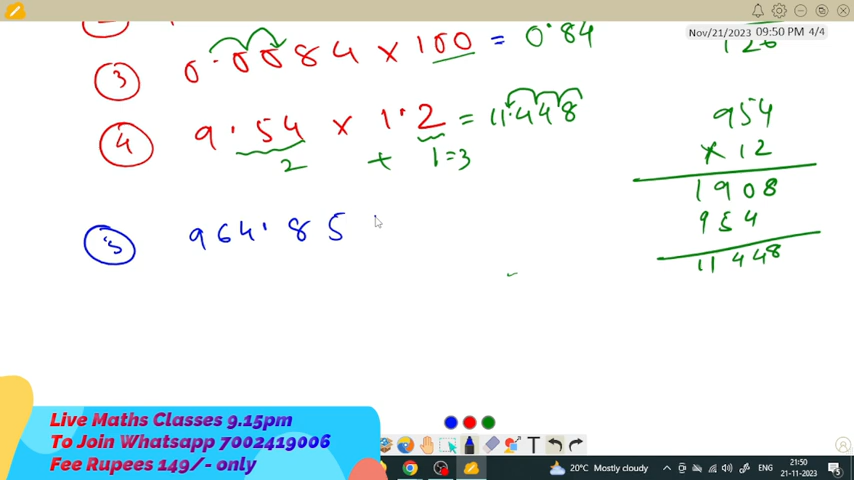 Nov/21/2023 09:50 PM 4/4
③ 0.0084 × 100 = 0.84
④ 9.54 × 1.2 = 11.448
2 + 1=3
954
×12
1908
954
11448
⑤ 964.85
Live Maths Classes 9.15pm
To Join Whatsapp 7002419006
Fee Rupees 149/- only
T
20°C Mostly cloudy
ENG
21:50
21-11-2023